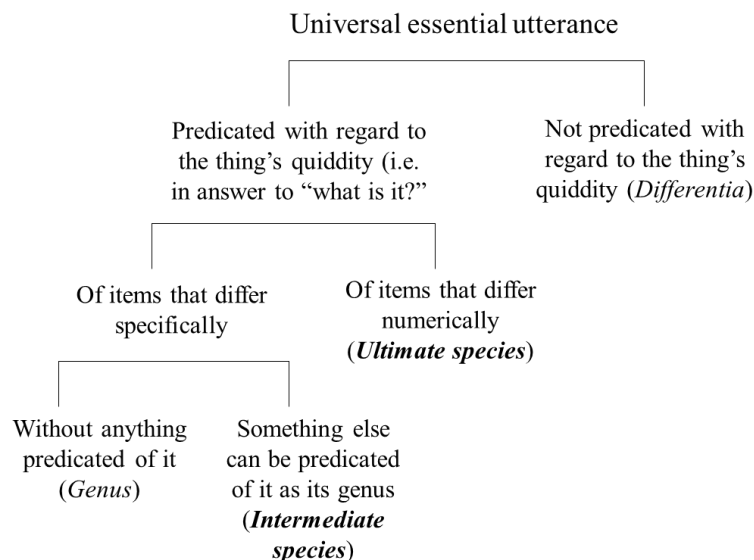 Universal essential utterance
Predicated with regard to
the thing's quiddity (i.e.
in answer to “what is it?”
Not predicated with
regard to the thing's
quiddity (Differentia)
Of items that differ
specifically
Of items that differ
numerically
(Ultimate species)
Without anything
predicated of it
(Genus)
Something else
can be predicated
of it as its genus
(Intermediate
species)